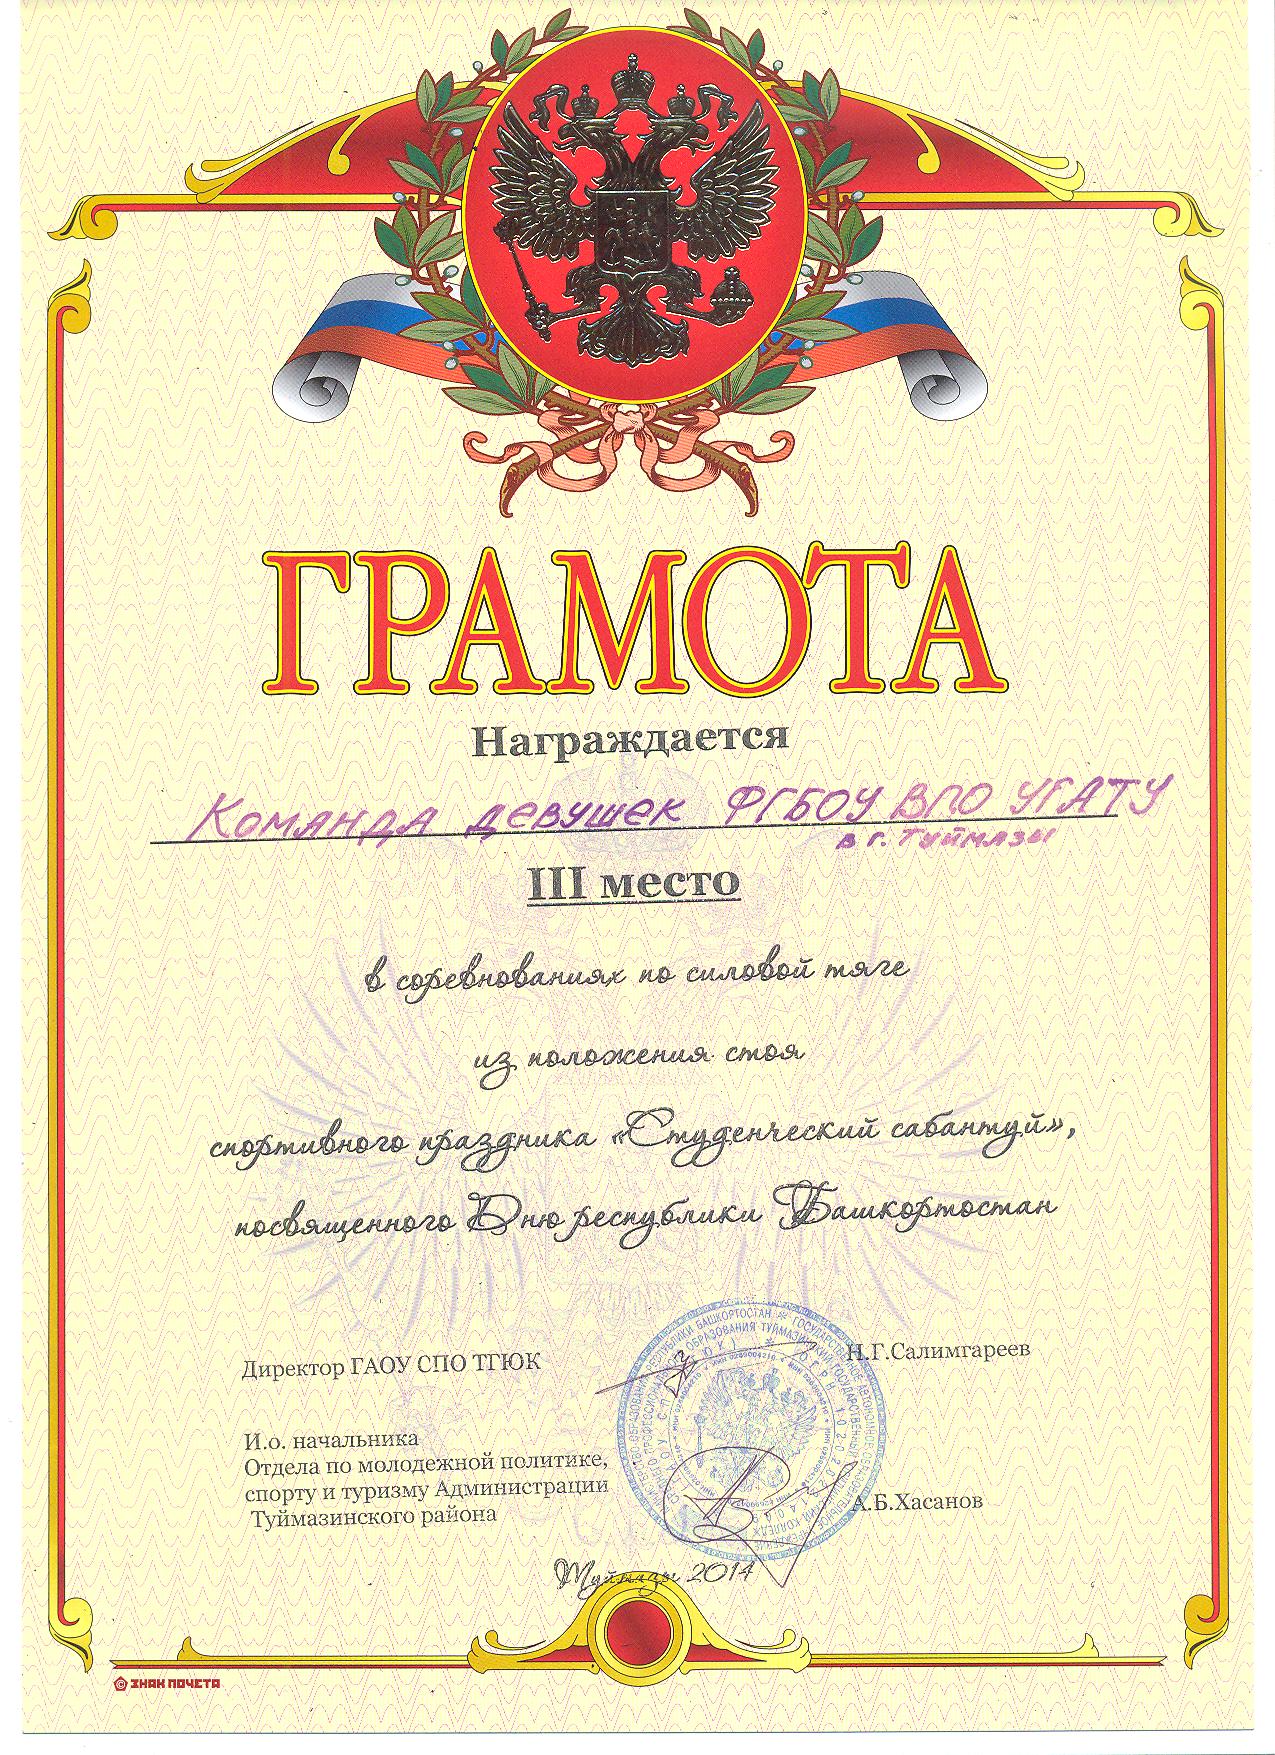 ГРАМОТА
Награждается
Команда девушек ФГБОУ ВПО УГАТУ
в г. Туймазы
III место
в соревнованиях по силовой тяге
из положения стоя
спортивного праздника «Студенческий сабантуй»,
посвященного Дню республики Башкортостан
Директор ГАОУ СПО ТГЮК
Н.Г.Салимгареев
И.о. начальника
Отдела по молодежной политике,
спорту и туризму Администрации
Туймазинского района
А.Б.Хасанов
Туймазы 2014
© ЗНАК ПОЧЕТА